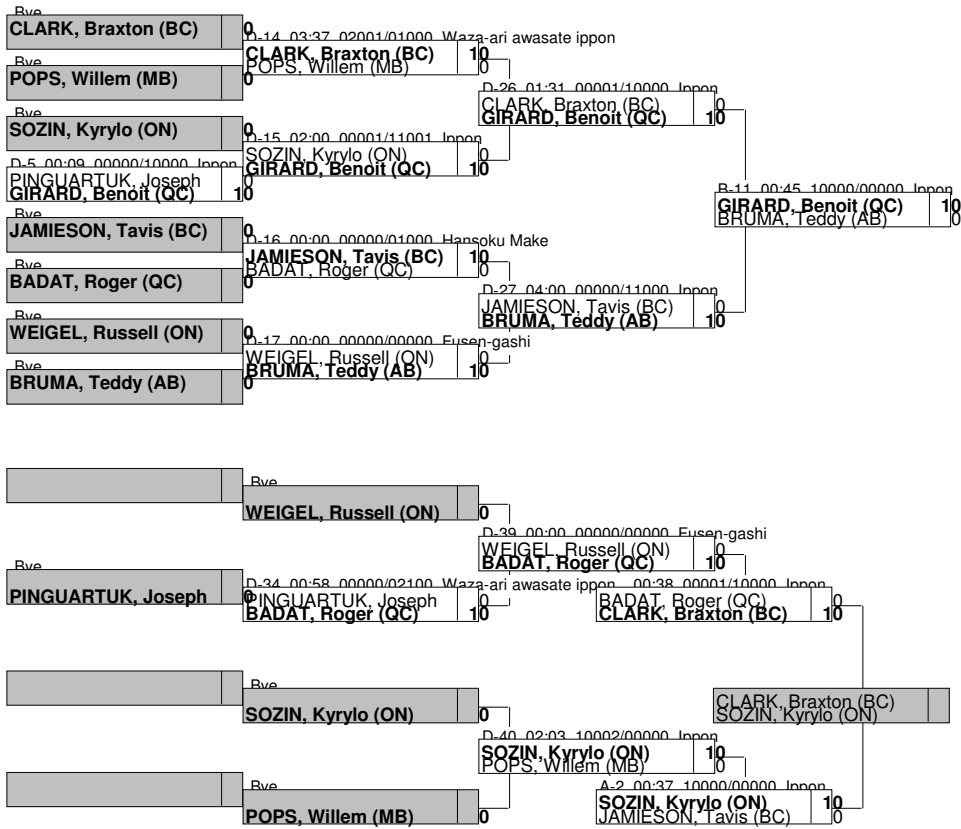 Bye
CLARK, Braxton (BC) 0
Bye
POPS, Willem (MB) 0
D-14 03:37 02001/01000 Waza-ari awasate ippon
CLARK, Braxton (BC) 10
POPS, Willem (MB) 0
Bye
SOZIN, Kyrylo (ON) 0
D-5 00:09 00000/10000 Ippon
PINGUARTUK, Joseph 0
GIRARD, Benoit (QC) 10
D-15 02:00 00001/11001 Ippon
SOZIN, Kyrylo (ON) 0
GIRARD, Benoit (QC) 10
D-26 01:31 00001/10000 Ippon
CLARK, Braxton (BC) 0
GIRARD, Benoit (QC) 10
Bye
JAMIESON, Tavis (BC) 0
Bye
BADAT, Roger (QC) 0
D-16 00:00 00000/01000 Hansoku Make
JAMIESON, Tavis (BC) 10
BADAT, Roger (QC) 0
Bye
WEIGEL, Russell (ON) 0
Bye
BRUMA, Teddy (AB) 0
D-17 00:00 00000/00000 Fusen-gashi
WEIGEL, Russell (ON) 0
BRUMA, Teddy (AB) 10
D-27 04:00 00000/11000 Ippon
JAMIESON, Tavis (BC) 0
BRUMA, Teddy (AB) 10
B-11 00:45 10000/00000 Ippon
GIRARD, Benoit (QC) 10
BRUMA, Teddy (AB) 0
Bye
WEIGEL, Russell (ON) 0
Bye
PINGUARTUK, Joseph 0
D-34 00:58 00000/02100 Waza-ari awasate ippon
PINGUARTUK, Joseph 0
BADAT, Roger (QC) 10
D-39 00:00 00000/00000 Fusen-gashi
WEIGEL, Russell (ON) 0
BADAT, Roger (QC) 10
00:38 00001/10000 Ippon
BADAT, Roger (QC) 0
CLARK, Braxton (BC) 10
Bye
SOZIN, Kyrylo (ON) 0
Bye
POPS, Willem (MB) 0
D-40 02:03 10002/00000 Ippon
SOZIN, Kyrylo (ON) 10
POPS, Willem (MB) 0
A-2 00:37 10000/00000 Ippon
SOZIN, Kyrylo (ON) 10
JAMIESON, Tavis (BC) 0
CLARK, Braxton (BC)
SOZIN, Kyrylo (ON)